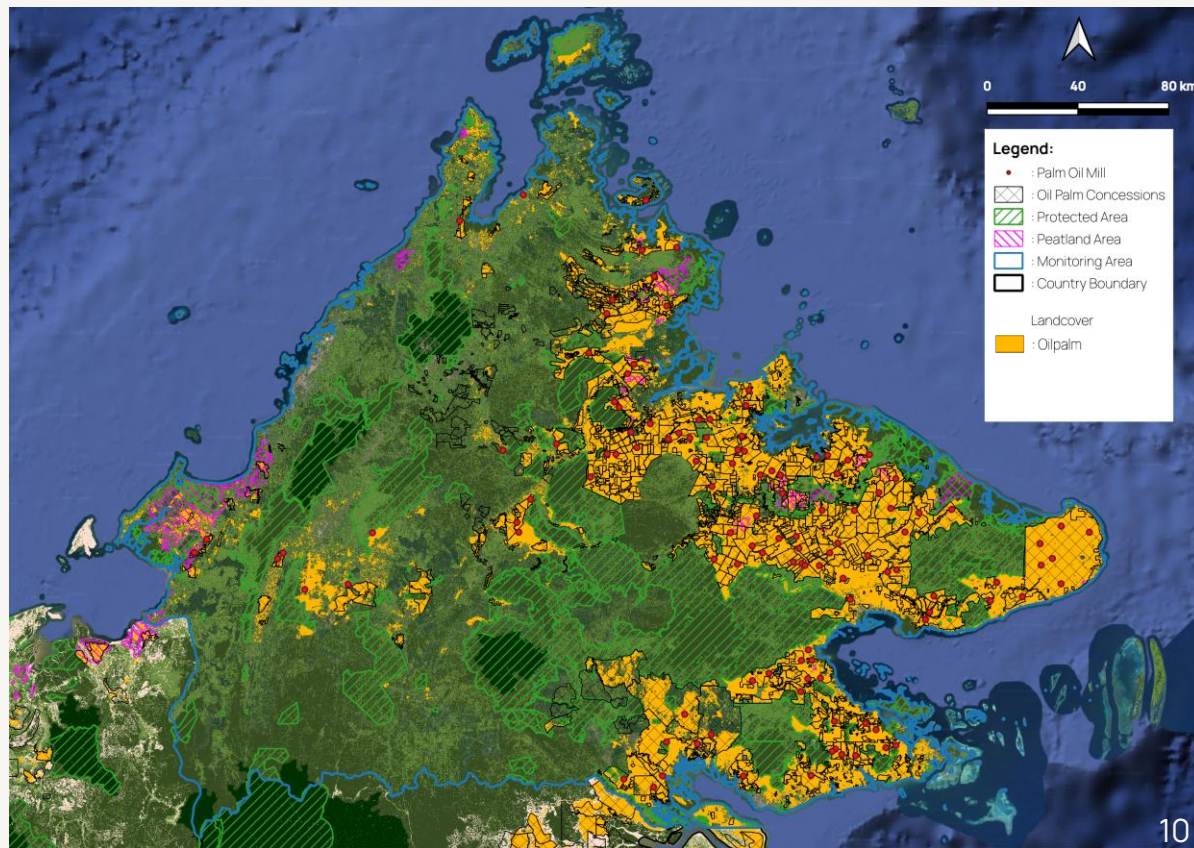 0 40 80 km
Legend:
: Palm Oil Mill
: Oil Palm Concessions
: Protected Area
: Peatland Area
: Monitoring Area
: Country Boundary
Landcover
: Oilpalm
10